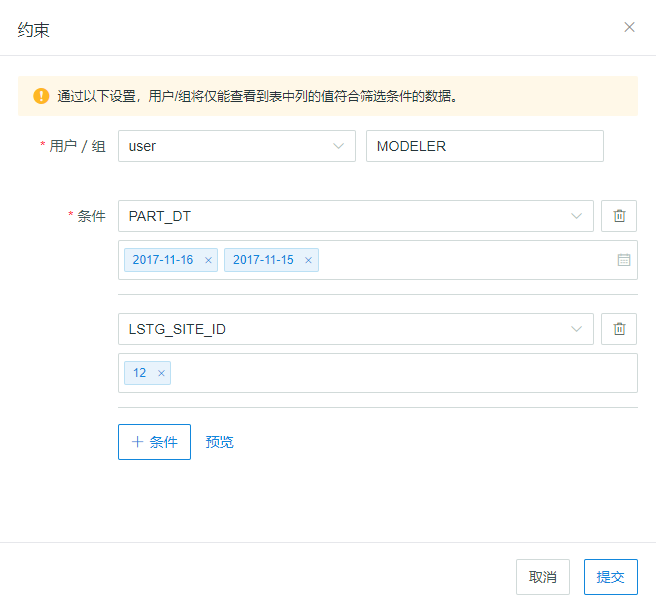 约束
通过以下设置，用户/组将仅能查看到表中列的值符合筛选条件的数据。
* 用户 / 组 user MODELER
* 条件 PART_DT
2017-11-16 × 2017-11-15 ×
LSTG_SITE_ID
12 ×
+ 条件 预览
取消 提交